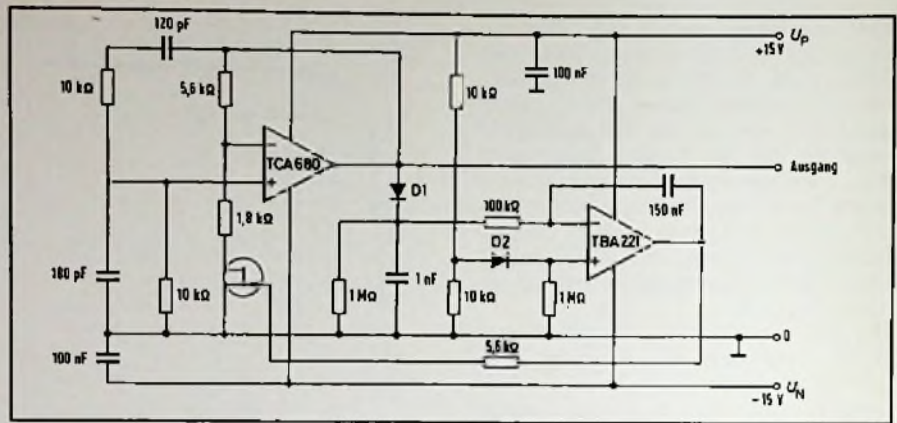 120 pF
10 kΩ
5,6 kΩ
TCA 680
1,8 kΩ
180 pF
10 kΩ
100 nF
D1
1 MΩ
1 nF
10 kΩ
100 nF
100 kΩ
D2
10 kΩ
1 MΩ
TBA 221
150 nF
5,6 kΩ
Up
+15 V
Ausgang
0
UN
-15 V